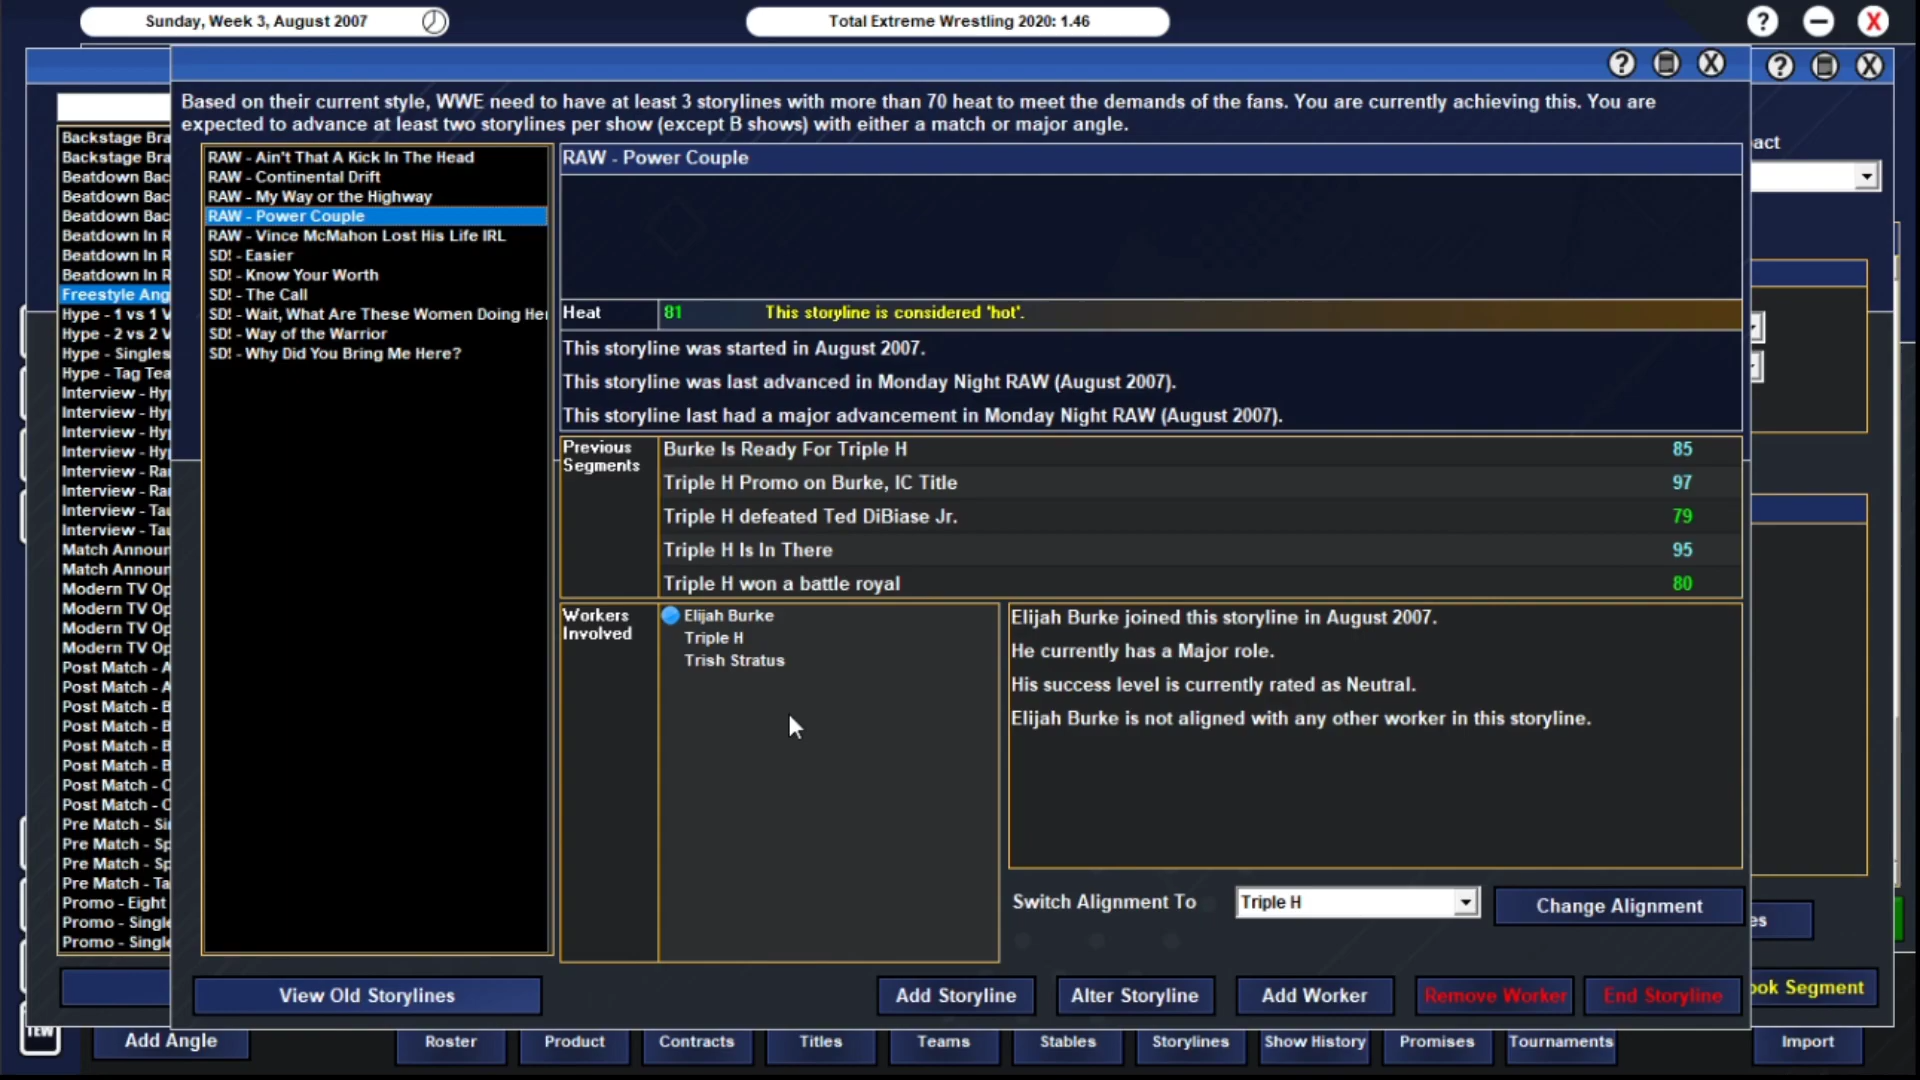 Sunday, Week 3, August 2007
Total Extreme Wrestling 2020: 1.46
Based on their current style, WWE need to have at least 3 storylines with more than 70 heat to meet the demands of the fans. You are currently achieving this. You are
expected to advance at least two storylines per show (except B shows) with either a match or major angle.
act
Backstage Bra
Backstage Bra
Beatdown Bac
Beatdown Bac
Beatdown Bac
Beatdown In R
Beatdown In R
Beatdown In R
Freestyle Ang
Hype - 1 vs 1 V
Hype - 2 vs 2 V
Hype - Singles
Hype - Tag Tea
Interview - Hyp
Interview - Hyp
Interview - Hyp
Interview - Hyp
Interview - Ra
Interview - Ra
Interview - Ta
Interview - Ta
Match Announ
Match Announ
Modern TV Op
Modern TV Op
Modern TV Op
Modern TV Op
Post Match - A
Post Match - A
Post Match - B
Post Match - B
Post Match - B
Post Match - B
Post Match - C
Post Match - C
Pre Match - Si
Pre Match - Sp
Pre Match - Sp
Pre Match - Ta
Promo - Eight
Promo - Single
Promo - Single
RAW - Ain't That A Kick In The Head
RAW - Continental Drift
RAW - My Way or the Highway
RAW - Power Couple
RAW - Vince McMahon Lost His Life IRL
SD! - Easier
SD! - Know Your Worth
SD! - The Call
SD! - Wait, What Are These Women Doing He
SD! - Way of the Warrior
SD! - Why Did You Bring Me Here?
RAW - Power Couple
Heat 81 This storyline is considered 'hot'.
This storyline was started in August 2007.
This storyline was last advanced in Monday Night RAW (August 2007).
This storyline last had a major advancement in Monday Night RAW (August 2007).
Previous
Segments
Burke Is Ready For Triple H 85
Triple H Promo on Burke, IC Title 97
Triple H defeated Ted DiBiase Jr. 79
Triple H Is In There 95
Triple H won a battle royal 80
Workers
Involved
Elijah Burke
Triple H
Trish Stratus
Elijah Burke joined this storyline in August 2007.
He currently has a Major role.
His success level is currently rated as Neutral.
Elijah Burke is not aligned with any other worker in this storyline.
Switch Alignment To Triple H Change Alignment
es
View Old Storylines Add Storyline Alter Storyline Add Worker Remove Worker End Storyline ook Segment
TEW
Add Angle Roster Product Contracts Titles Teams Stables Storylines Show History Promises Tournaments Import